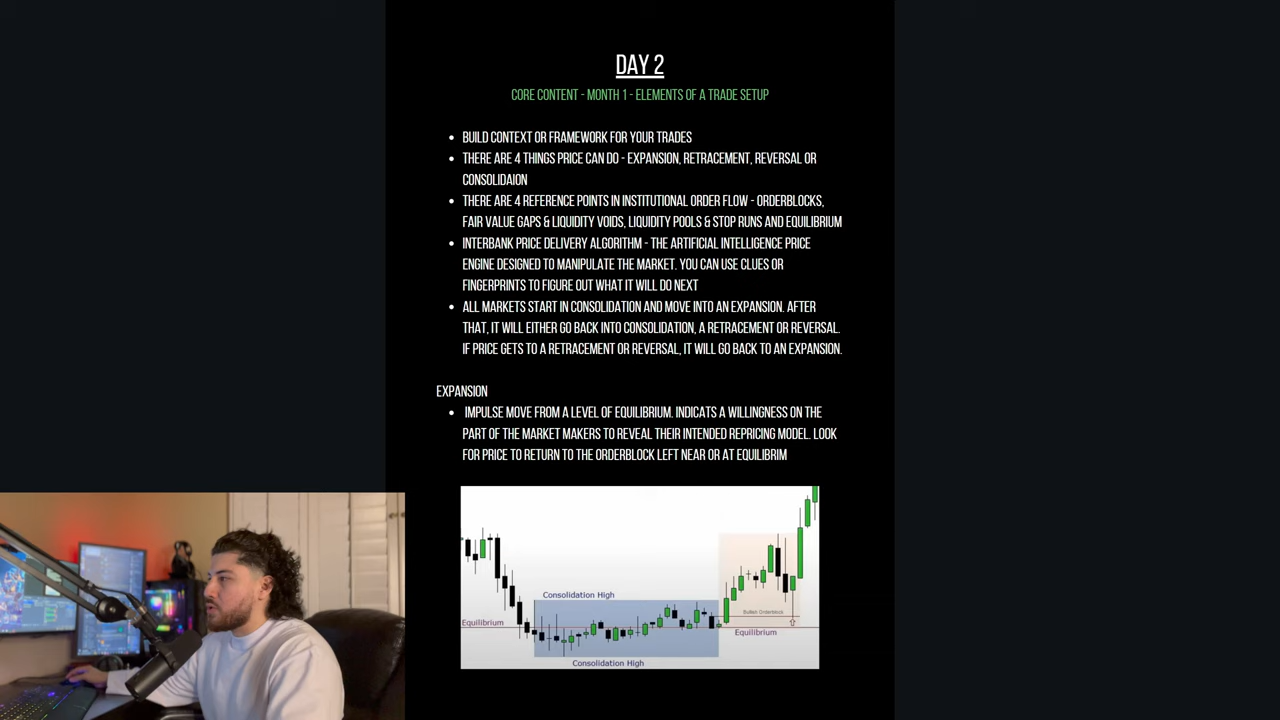 DAY 2
CORE CONTENT - MONTH 1 - ELEMENTS OF A TRADE SETUP
• BUILD CONTEXT OR FRAMEWORK FOR YOUR TRADES
• THERE ARE 4 THINGS PRICE CAN DO - EXPANSION, RETRACEMENT, REVERSAL OR
CONSOLIDAION
• THERE ARE 4 REFERENCE POINTS IN INSTITUTIONAL ORDER FLOW - ORDERBLOCKS,
FAIR VALUE GAPS & LIQUIDITY VOIDS, LIQUIDITY POOLS & STOP RUNS AND EQUILIBRIUM
• INTERBANK PRICE DELIVERY ALGORITHM - THE ARTIFICIAL INTELLIGENCE PRICE
ENGINE DESIGNED TO MANIPULATE THE MARKET. YOU CAN USE CLUES OR
FINGERPRINTS TO FIGURE OUT WHAT IT WILL DO NEXT
• ALL MARKETS START IN CONSOLIDATION AND MOVE INTO AN EXPANSION. AFTER
THAT, IT WILL EITHER GO BACK INTO CONSOLIDATION, A RETRACEMENT OR REVERSAL.
IF PRICE GETS TO A RETRACEMENT OR REVERSAL, IT WILL GO BACK TO AN EXPANSION.
EXPANSION
• IMPULSE MOVE FROM A LEVEL OF EQUILIBRIUM. INDICATS A WILLINGNESS ON THE
PART OF THE MARKET MAKERS TO REVEAL THEIR INTENDED REPRICING MODEL. LOOK
FOR PRICE TO RETURN TO THE ORDERBLOCK LEFT NEAR OR AT EQUILIBRIM
Consolidation High
Bullish Orderblock
Equilibrium
Equilibrium
Consolidation High